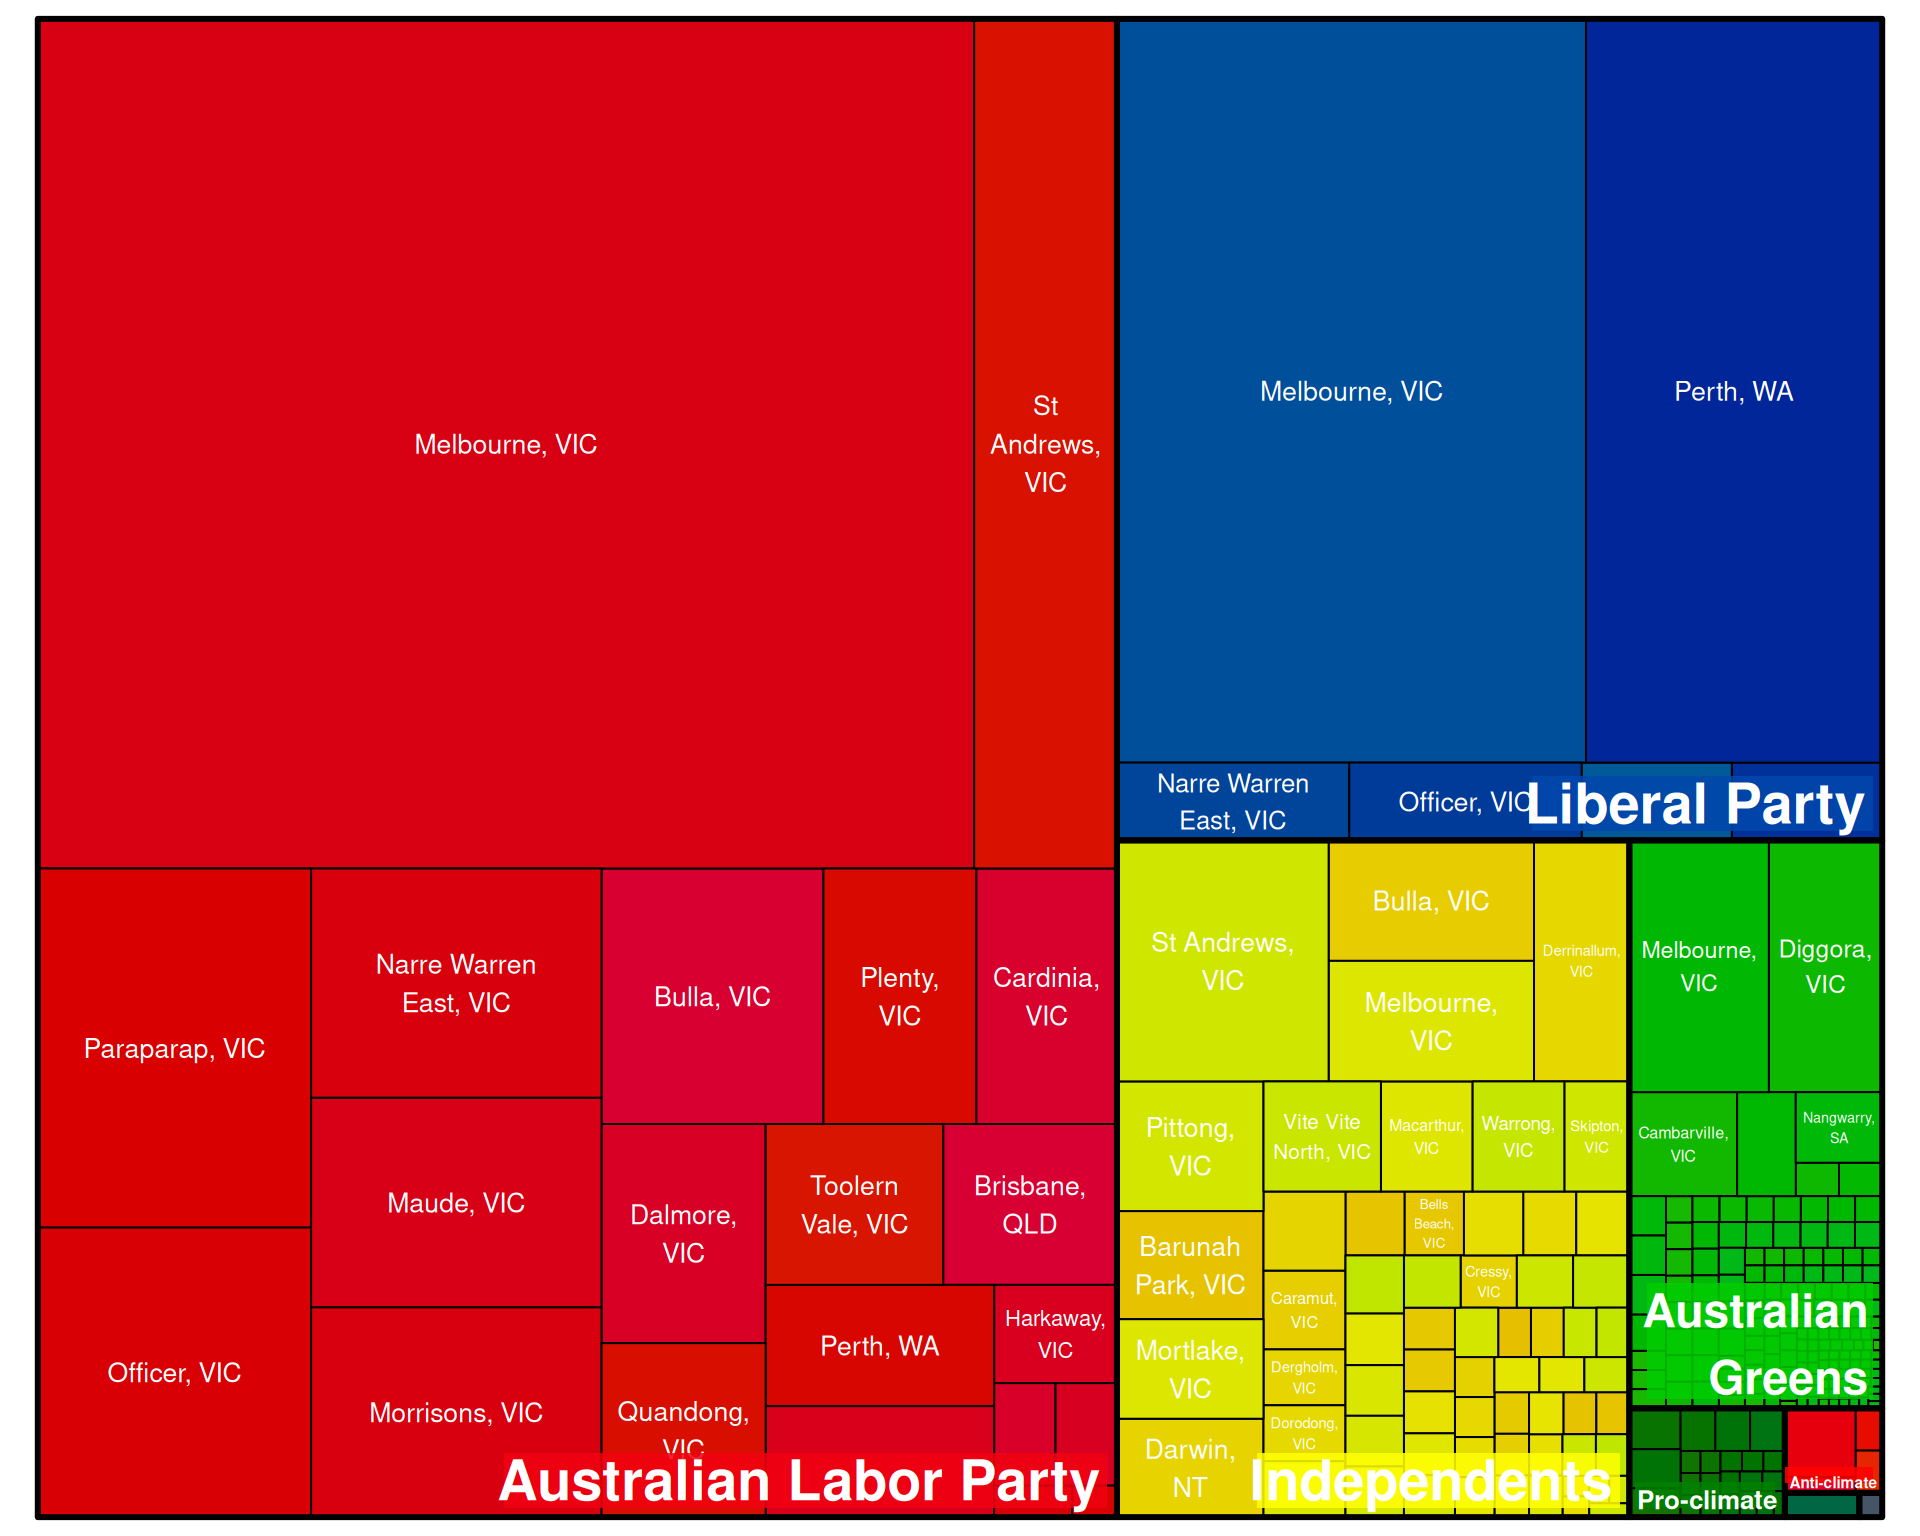 Melbourne, VIC
St
Andrews,
VIC
Paraparap, VIC
Officer, VIC
Narre Warren
East, VIC
Maude, VIC
Morrisons, VIC
Bulla, VIC
Plenty,
VIC
Cardinia,
VIC
Dalmore,
VIC
Quandong,
VIC
Toolern
Vale, VIC
Brisbane,
QLD
Perth, WA
Harkaway,
VIC
Australian Labor Party
Melbourne, VIC
Perth, WA
Narre Warren
East, VIC
Officer, VIC
Liberal Party
St Andrews,
VIC
Bulla, VIC
Melbourne,
VIC
Derrinallum,
VIC
Pittong,
VIC
Barunah
Park, VIC
Mortlake,
VIC
Darwin,
NT
Vite Vite
North, VIC
Macarthur,
VIC
Warrong,
VIC
Skipton,
VIC
Caramut,
VIC
Dergholm,
VIC
Dorodong,
VIC
Bells
Beach,
VIC
Cressy,
VIC
Independents
Melbourne,
VIC
Diggora,
VIC
Cambarville,
VIC
Nangwarry,
SA
Australian
Greens
Pro-climate
Anti-climate